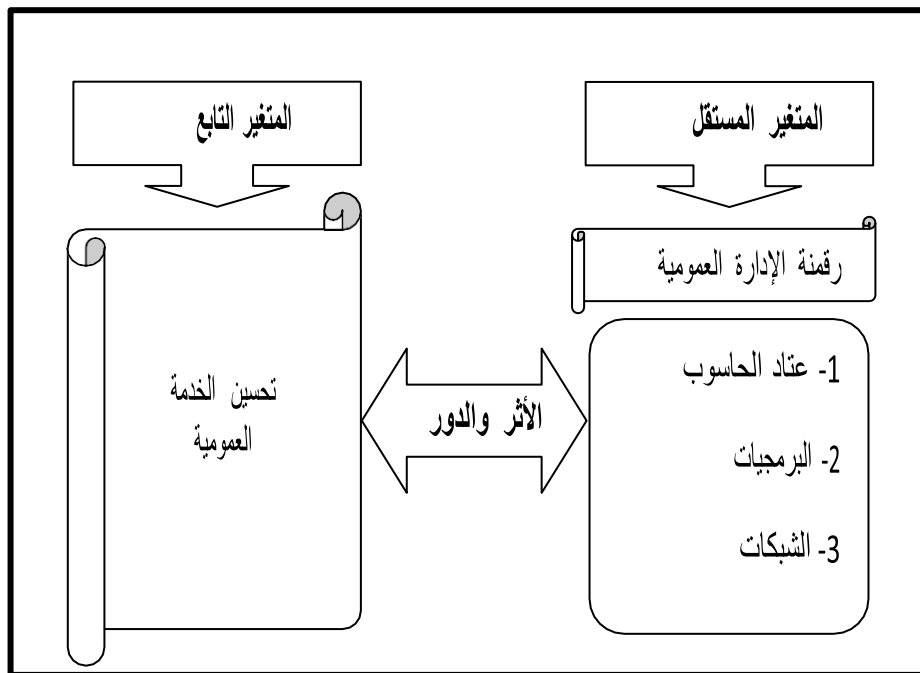 المتغير المستقل
المتغير التابع
رقمنة الإدارة العمومية
1- عتاد الحاسوب
2- البرمجيات
3- الشبكات
الأثر والدور
تحسين الخدمة
العمومية